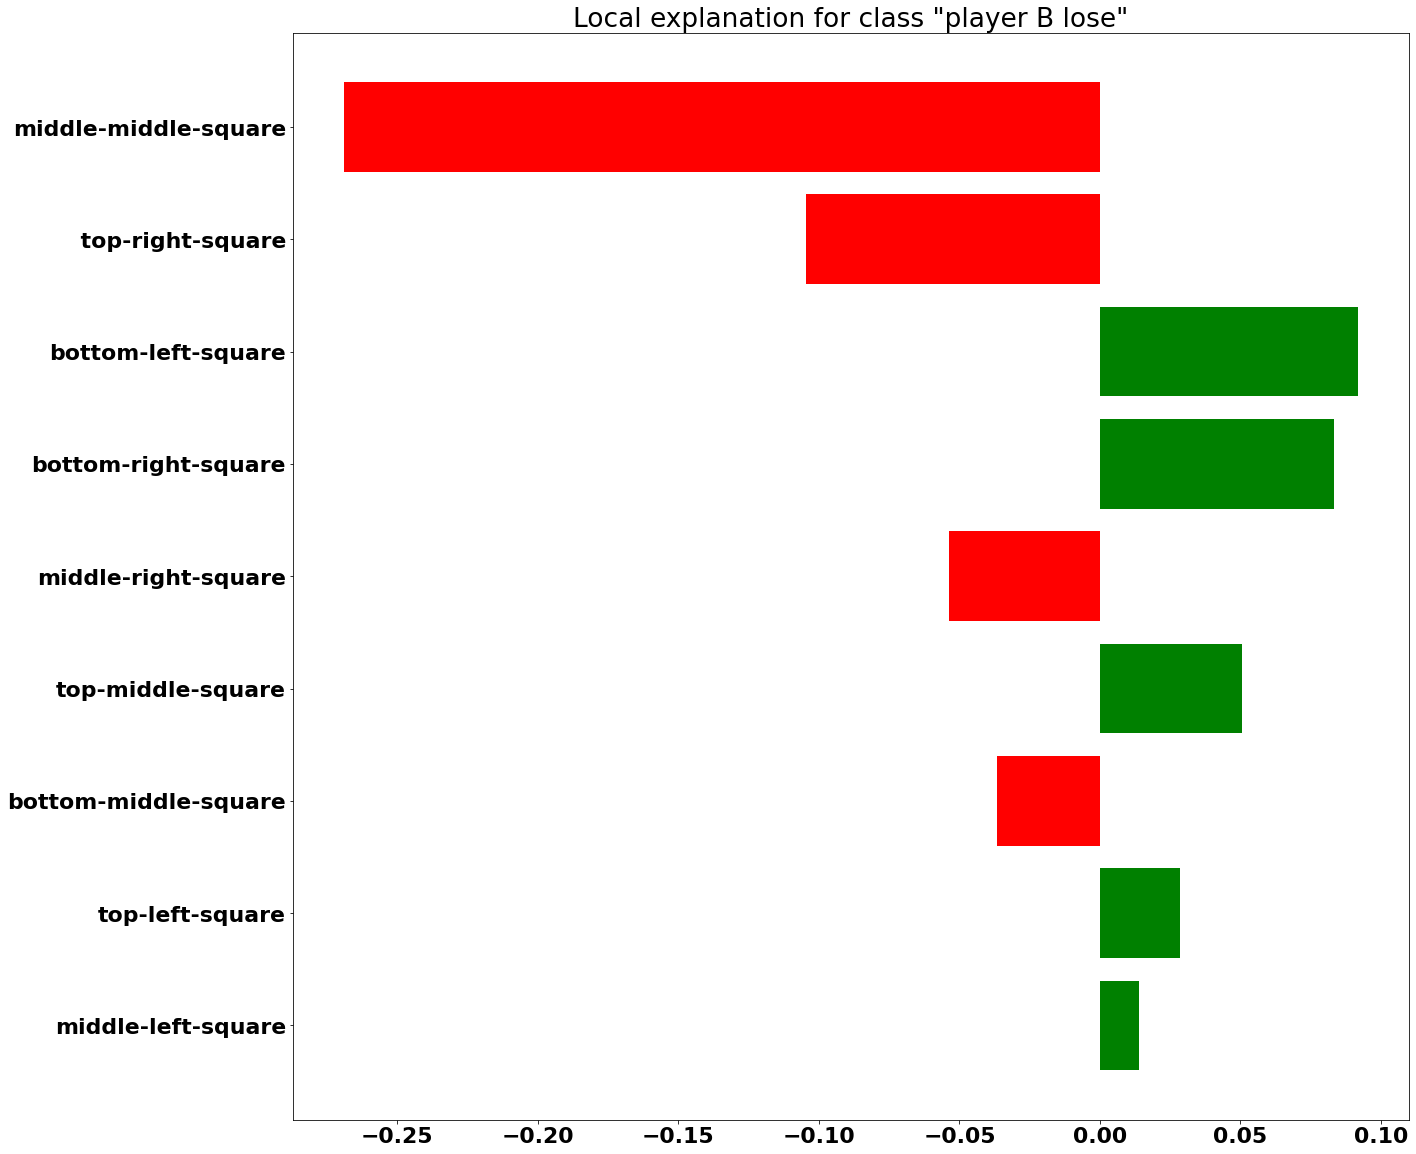 Local explanation for class "player B lose"
middle-middle-square
top-right-square
bottom-left-square
bottom-right-square
middle-right-square
top-middle-square
bottom-middle-square
top-left-square
middle-left-square
−0.25 −0.20 −0.15 −0.10 −0.05 0.00 0.05 0.10